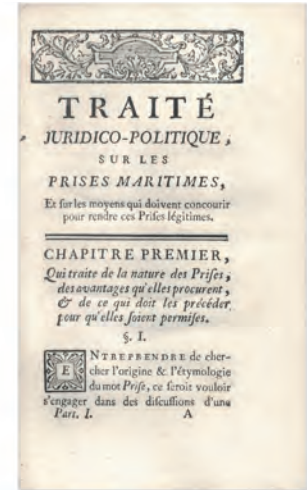 TRAITÉ
JURIDICO-POLITIQUE,
SUR LES
PRISES MARITIMES,
Et sur les moyens qui doivent concourir
pour rendre ces Prises légitimes.
CHAPITRE PREMIER,
Qui traite de la nature des Prises,
des avantages qu'elles procurent,
& de ce qui doit les précéder
pour qu'elles soient permises.
§. I.
ENTREPRENDRE de cher-
cher l'origine & l'étymologie
du mot Prise, ce seroit vouloir
s'engager dans des discussions d'une
Part. I. A